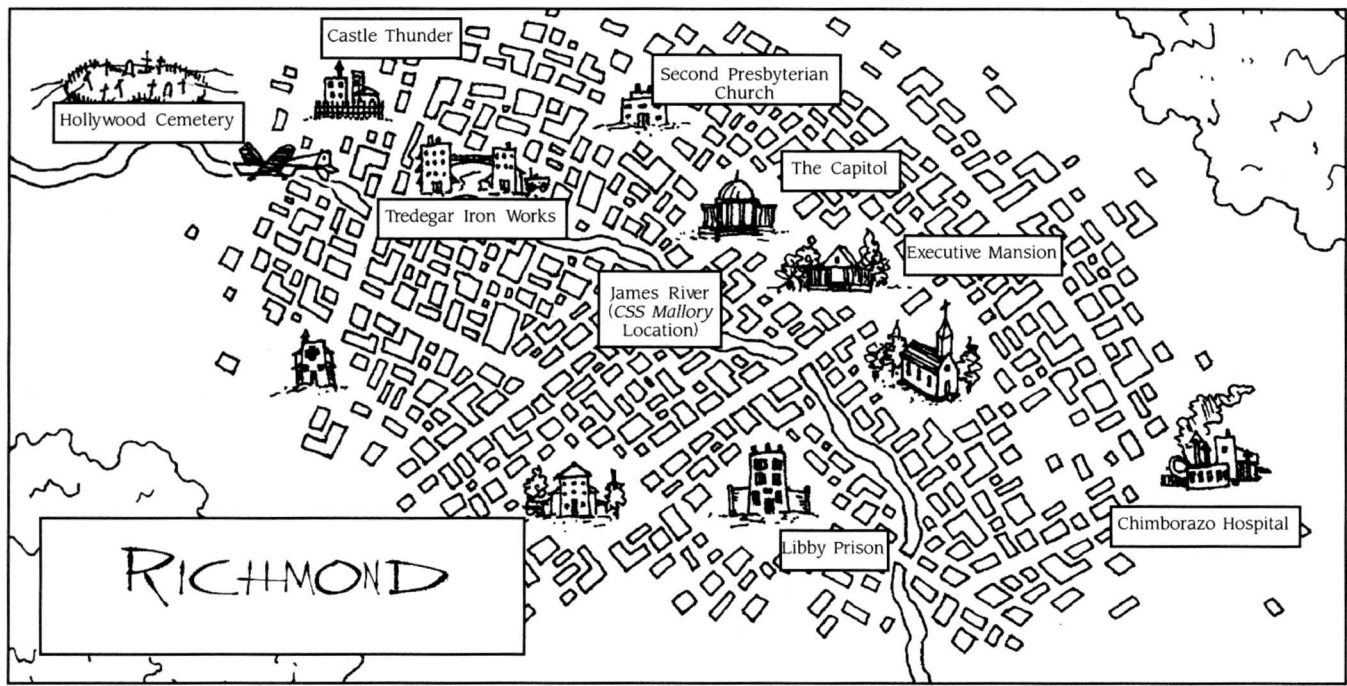 Castle Thunder
Second Presbyterian
Church
Hollywood Cemetery
The Capitol
Tredegar Iron Works
Executive Mansion
James River
(CSS Mallory
Location)
Chimborazo Hospital
Libby Prison
RICHMOND